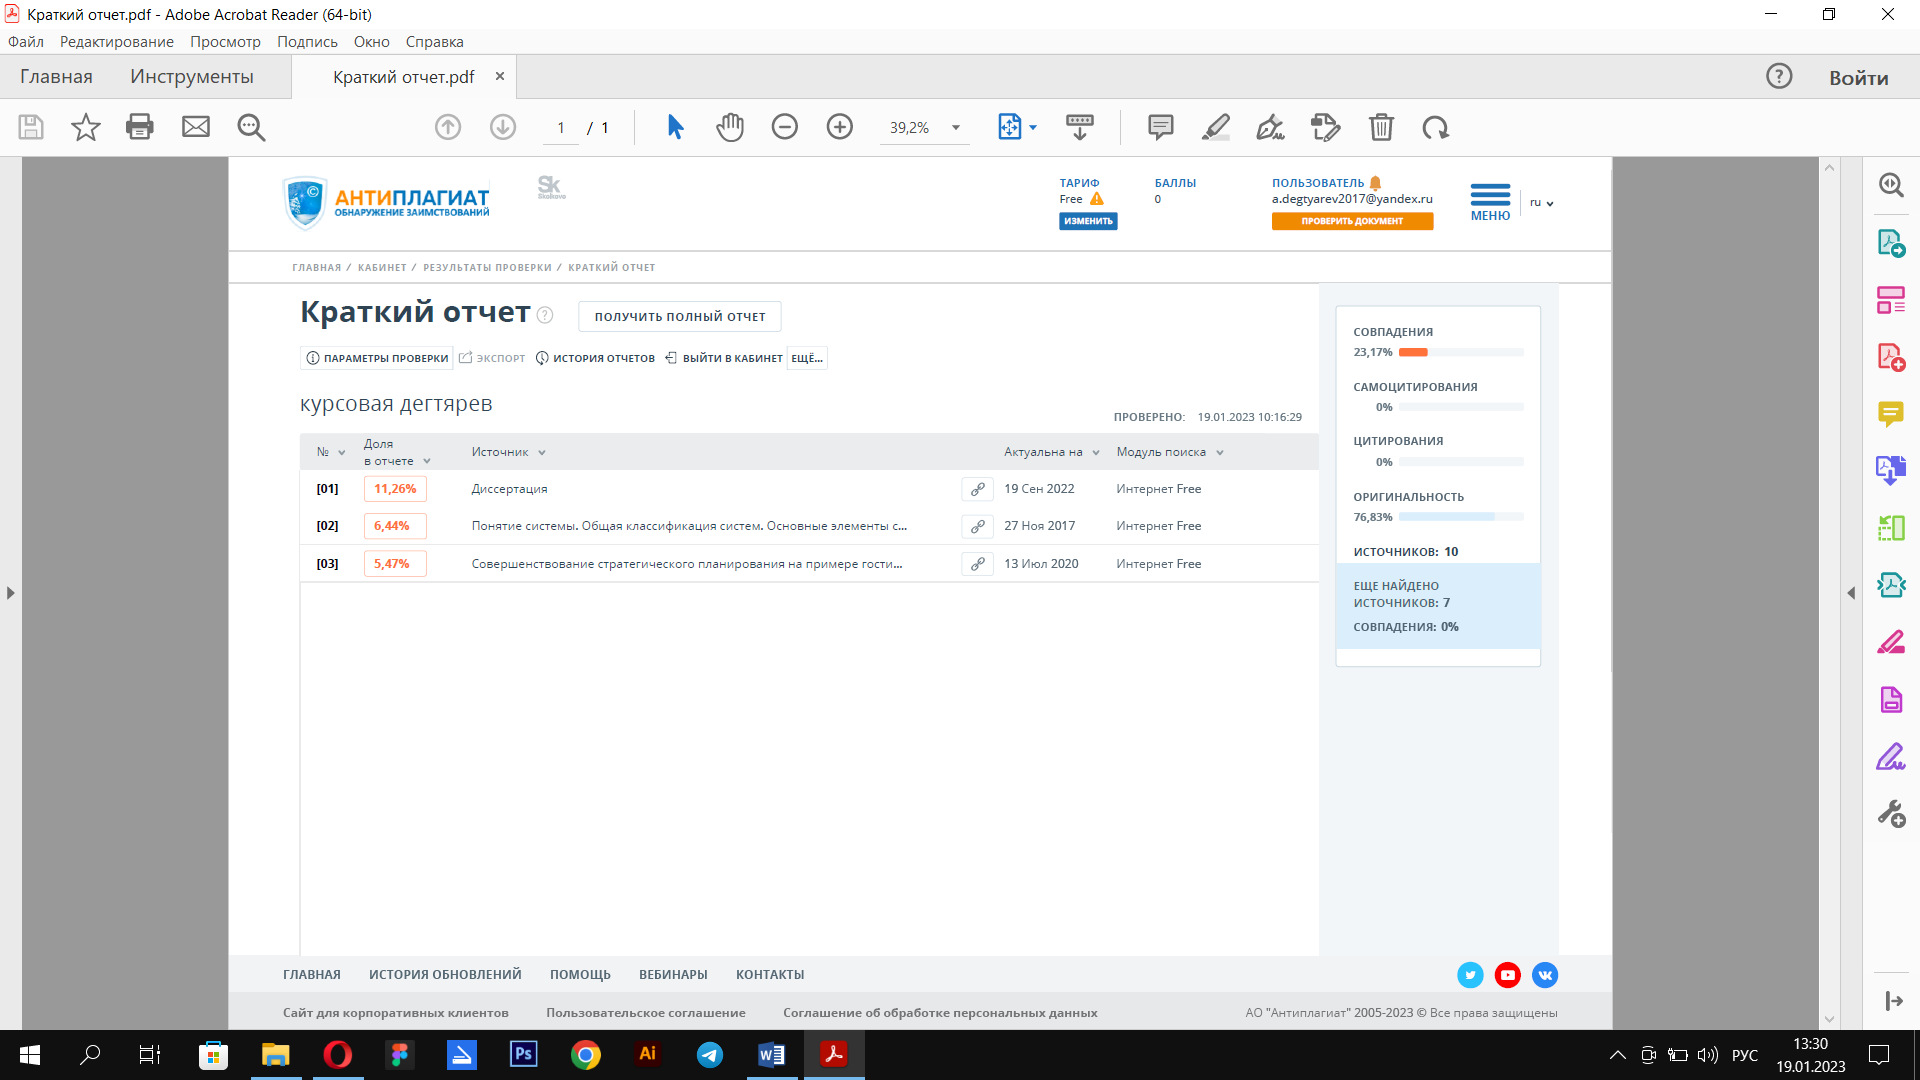 Краткий отчет.pdf - Adobe Acrobat Reader (64-bit)
Файл Редактирование Просмотр Подпись Окно Справка
Главная Инструменты Краткий отчет.pdf Войти
1 / 1 39,2%
АНТИПЛАГИАТ
ОБНАРУЖЕНИЕ ЗАИМСТВОВАНИЙ
Sk
Skolkovo
ТАРИФ
Free
ИЗМЕНИТЬ
БАЛЛЫ
0
ПОЛЬЗОВАТЕЛЬ
a.degtyarev2017@yandex.ru
ПРОВЕРИТЬ ДОКУМЕНТ
МЕНЮ
ru
ГЛАВНАЯ / КАБИНЕТ / РЕЗУЛЬТАТЫ ПРОВЕРКИ / КРАТКИЙ ОТЧЕТ
Краткий отчет ? ПОЛУЧИТЬ ПОЛНЫЙ ОТЧЕТ
ПАРАМЕТРЫ ПРОВЕРКИ ЭКСПОРТ ИСТОРИЯ ОТЧЕТОВ ВЫЙТИ В КАБИНЕТ ЕЩЁ...
курсовая дегтярев
ПРОВЕРЕНО: 19.01.2023 10:16:29
№ Доля в отчете Источник Актуальна на Модуль поиска
[01] 11,26% Диссертация 19 Сен 2022 Интернет Free
[02] 6,44% Понятие системы. Общая классификация систем. Основные элементы с... 27 Ноя 2017 Интернет Free
[03] 5,47% Совершенствование стратегического планирования на примере гости... 13 Июл 2020 Интернет Free
СОВПАДЕНИЯ
23,17%
САМОЦИТИРОВАНИЯ
0%
ЦИТИРОВАНИЯ
0%
ОРИГИНАЛЬНОСТЬ
76,83%
ИСТОЧНИКОВ: 10
ЕЩЕ НАЙДЕНО
ИСТОЧНИКОВ: 7
СОВПАДЕНИЯ: 0%
ГЛАВНАЯ ИСТОРИЯ ОБНОВЛЕНИЙ ПОМОЩЬ ВЕБИНАРЫ КОНТАКТЫ
Сайт для корпоративных клиентов Пользовательское соглашение Соглашение об обработке персональных данных АО "Антиплагиат" 2005-2023 © Все права защищены
Ps Ai РУС
13:30
19.01.2023